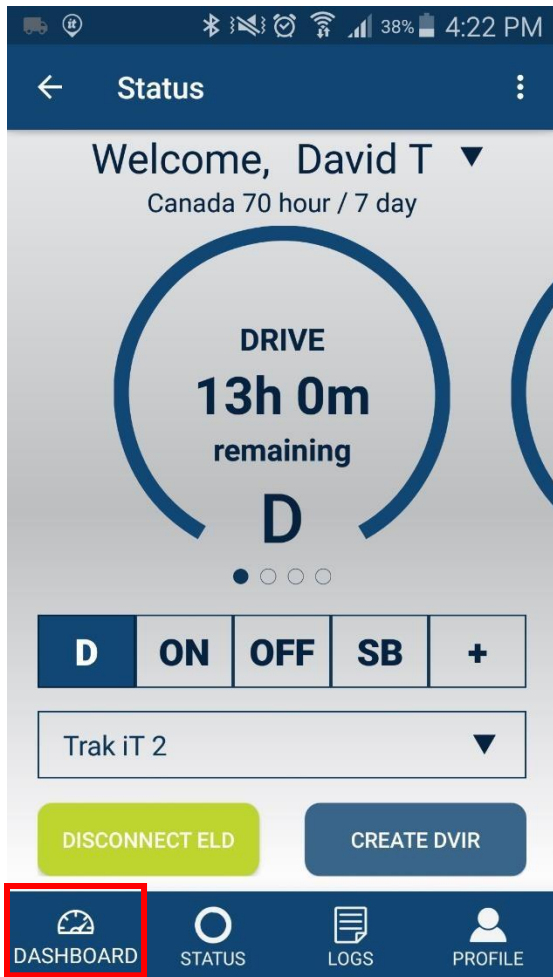 38% 4:22 PM
Status
Welcome, David T
Canada 70 hour / 7 day
DRIVE
13h 0m
remaining
D
D ON OFF SB +
Trak iT 2
DISCONNECT ELD CREATE DVIR
DASHBOARD STATUS LOGS PROFILE